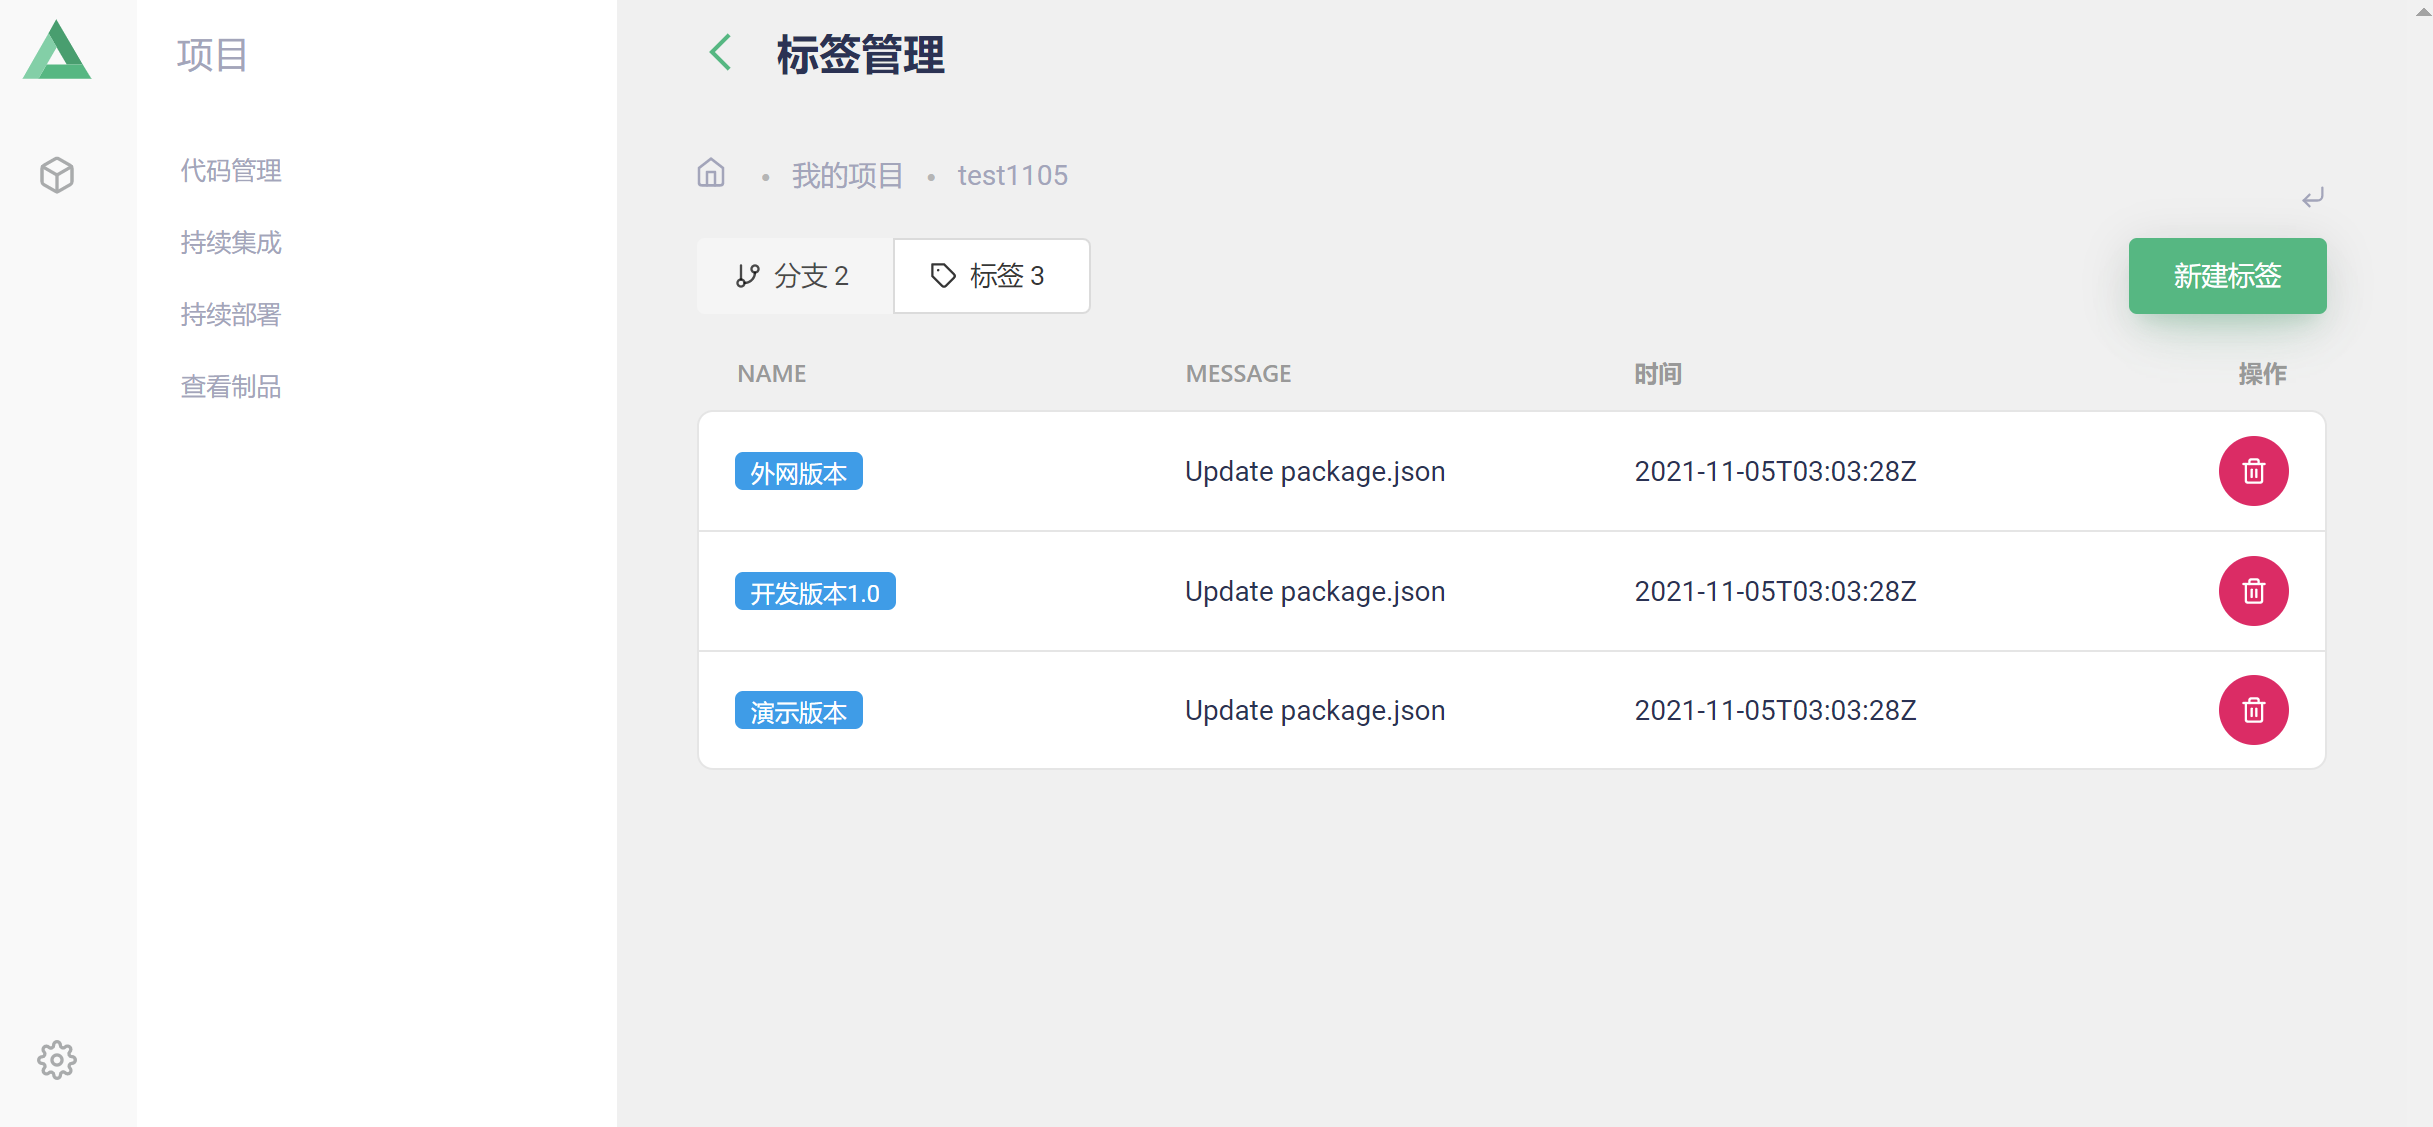 项目
代码管理
持续集成
持续部署
查看制品
标签管理
• 我的项目 • test1105
分支 2
标签 3
新建标签
NAME MESSAGE 时间 操作
外网版本 Update package.json 2021-11-05T03:03:28Z
开发版本1.0 Update package.json 2021-11-05T03:03:28Z
演示版本 Update package.json 2021-11-05T03:03:28Z